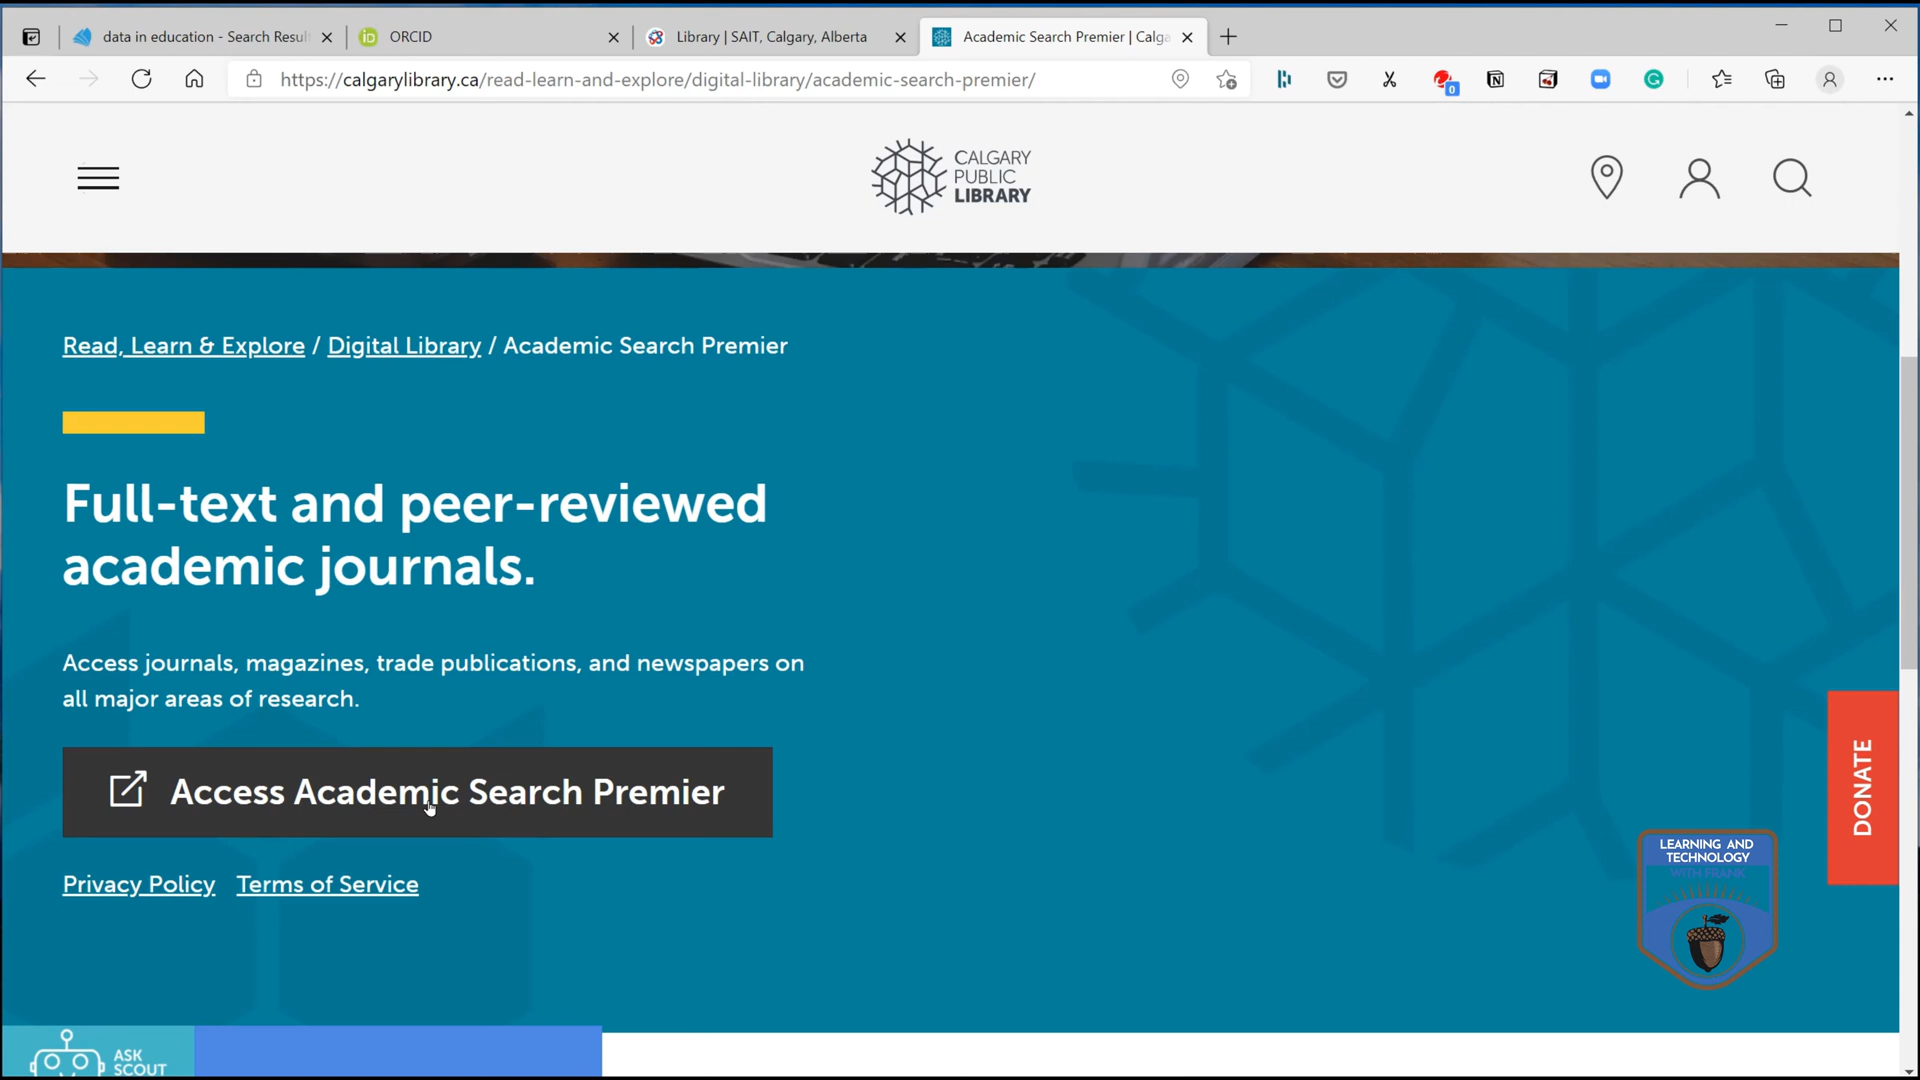 data in education - Search Resul
ORCID
Library | SAIT, Calgary, Alberta
Academic Search Premier | Calga
https://calgarylibrary.ca/read-learn-and-explore/digital-library/academic-search-premier/
0
CALGARY
PUBLIC
LIBRARY
Read, Learn & Explore / Digital Library / Academic Search Premier
Full-text and peer-reviewed
academic journals.
Access journals, magazines, trade publications, and newspapers on
all major areas of research.
Access Academic Search Premier
Privacy Policy Terms of Service
DONATE
LEARNING AND
TECHNOLOGY
WITH FRANK
ASK
SCOUT